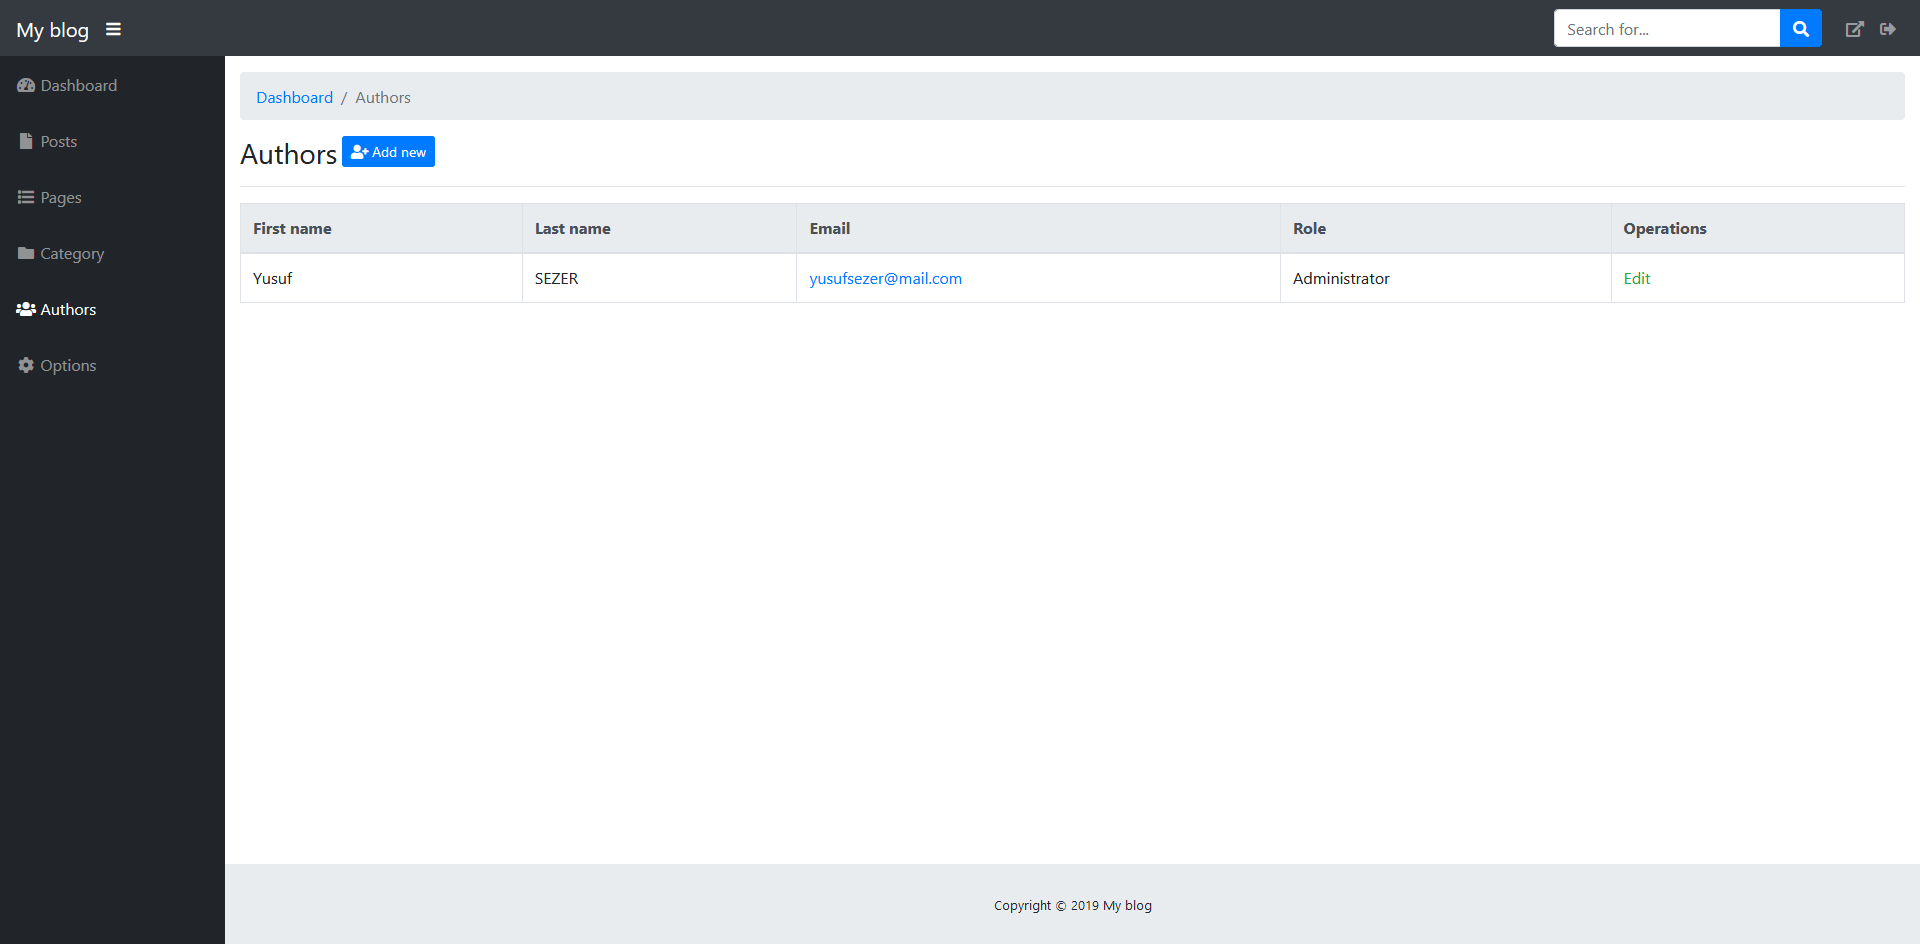 My blog
Search for...
Dashboard
Posts
Pages
Category
Authors
Options
Dashboard / Authors
Authors Add new
First name Last name Email Role Operations
Yusuf SEZER yusufsezer@mail.com Administrator Edit
Copyright © 2019 My blog